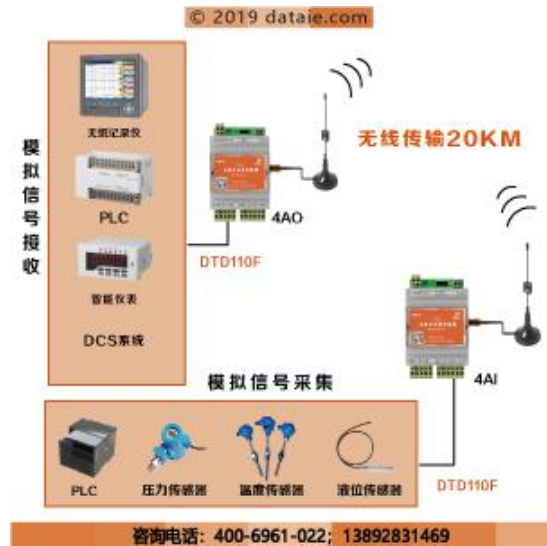 © 2019 dataie.com
无线传输20KM
模拟信号接收
无纸记录仪
PLC
智能仪表
DCS系统
4AO
DTD110F
4AI
模拟信号采集
PLC
压力传感器
温度传感器
液位传感器
DTD110F
咨询电话：400-6961-022；13892831469